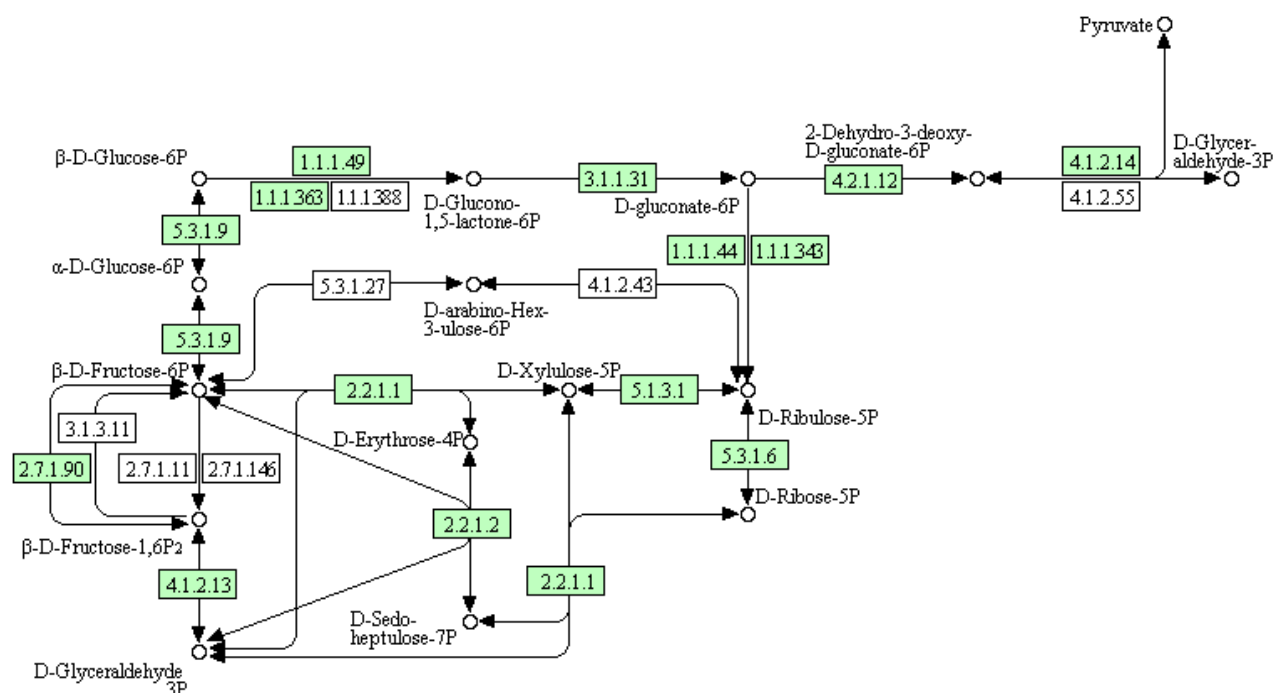 Pyruvate
β-D-Glucose-6P
1.1.1.49
1.1.1363
1.1.1388
D-Glucono-
1,5-lactone-6P
3.1.1.31
D-gluconate-6P
2-Dehydro-3-deoxy-
D-gluconate-6P
4.2.1.12
4.1.2.14
4.1.2.55
D-Glycer-
aldehyde-3P
5.3.1.9
1.1.1.44
1.1.1343
α-D-Glucose-6P
5.3.1.27
D-arabino-Hex-
3-ulose-6P
4.1.2.43
5.3.1.9
β-D-Fructose-6P
2.2.1.1
D-Xylulose-5P
5.1.3.1
D-Ribulose-5P
3.1.3.11
D-Erythrose-4P
2.7.1.90
2.7.1.11
2.7.1.146
5.3.1.6
D-Ribose-5P
2.2.1.2
β-D-Fructose-1,6P2
4.1.2.13
2.2.1.1
D-Sedo-
heptulose-7P
D-Glyceraldehyde
3P